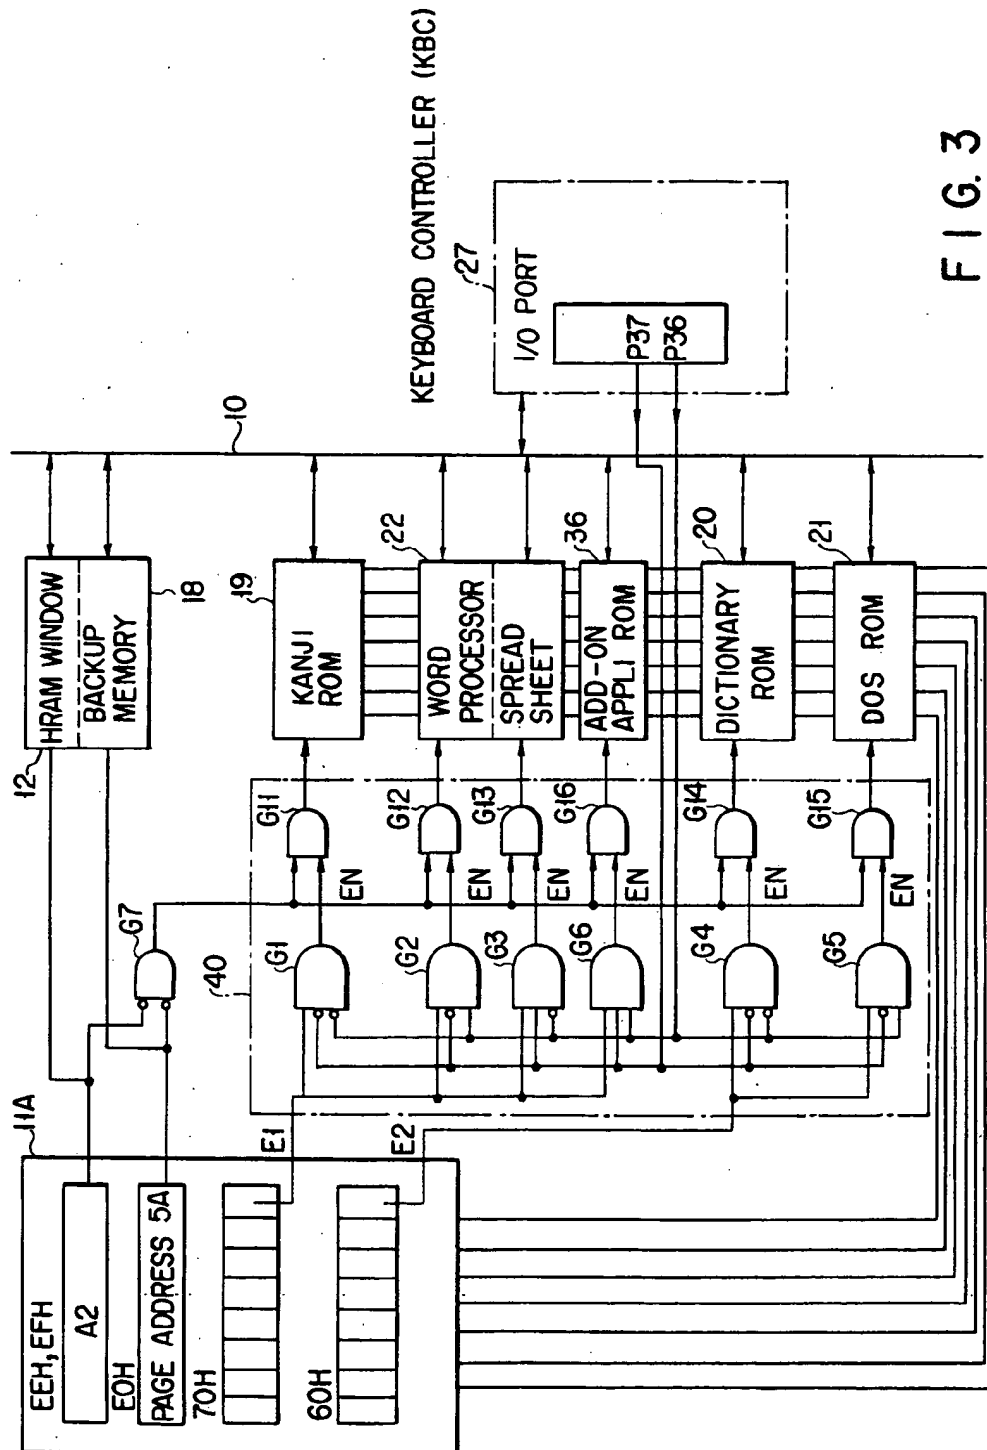 11A
EEH, EFH
A2
E0H
PAGE ADDRESS 5A
70H
E1
60H
E2
12
HRAM WINDOW
BACKUP
MEMORY
18
10
G7
40
G1
EN
G11
19
KANJI
ROM
G2
EN
G12
22
WORD
PROCESSOR
G3
EN
G13
SPREAD
SHEET
G6
EN
G16
36
ADD-ON
APPLI ROM
G4
EN
G14
20
DICTIONARY
ROM
G5
EN
G15
21
DOS ROM
KEYBOARD CONTROLLER (KBC)
27
I/O PORT
P37
P36
FIG. 3